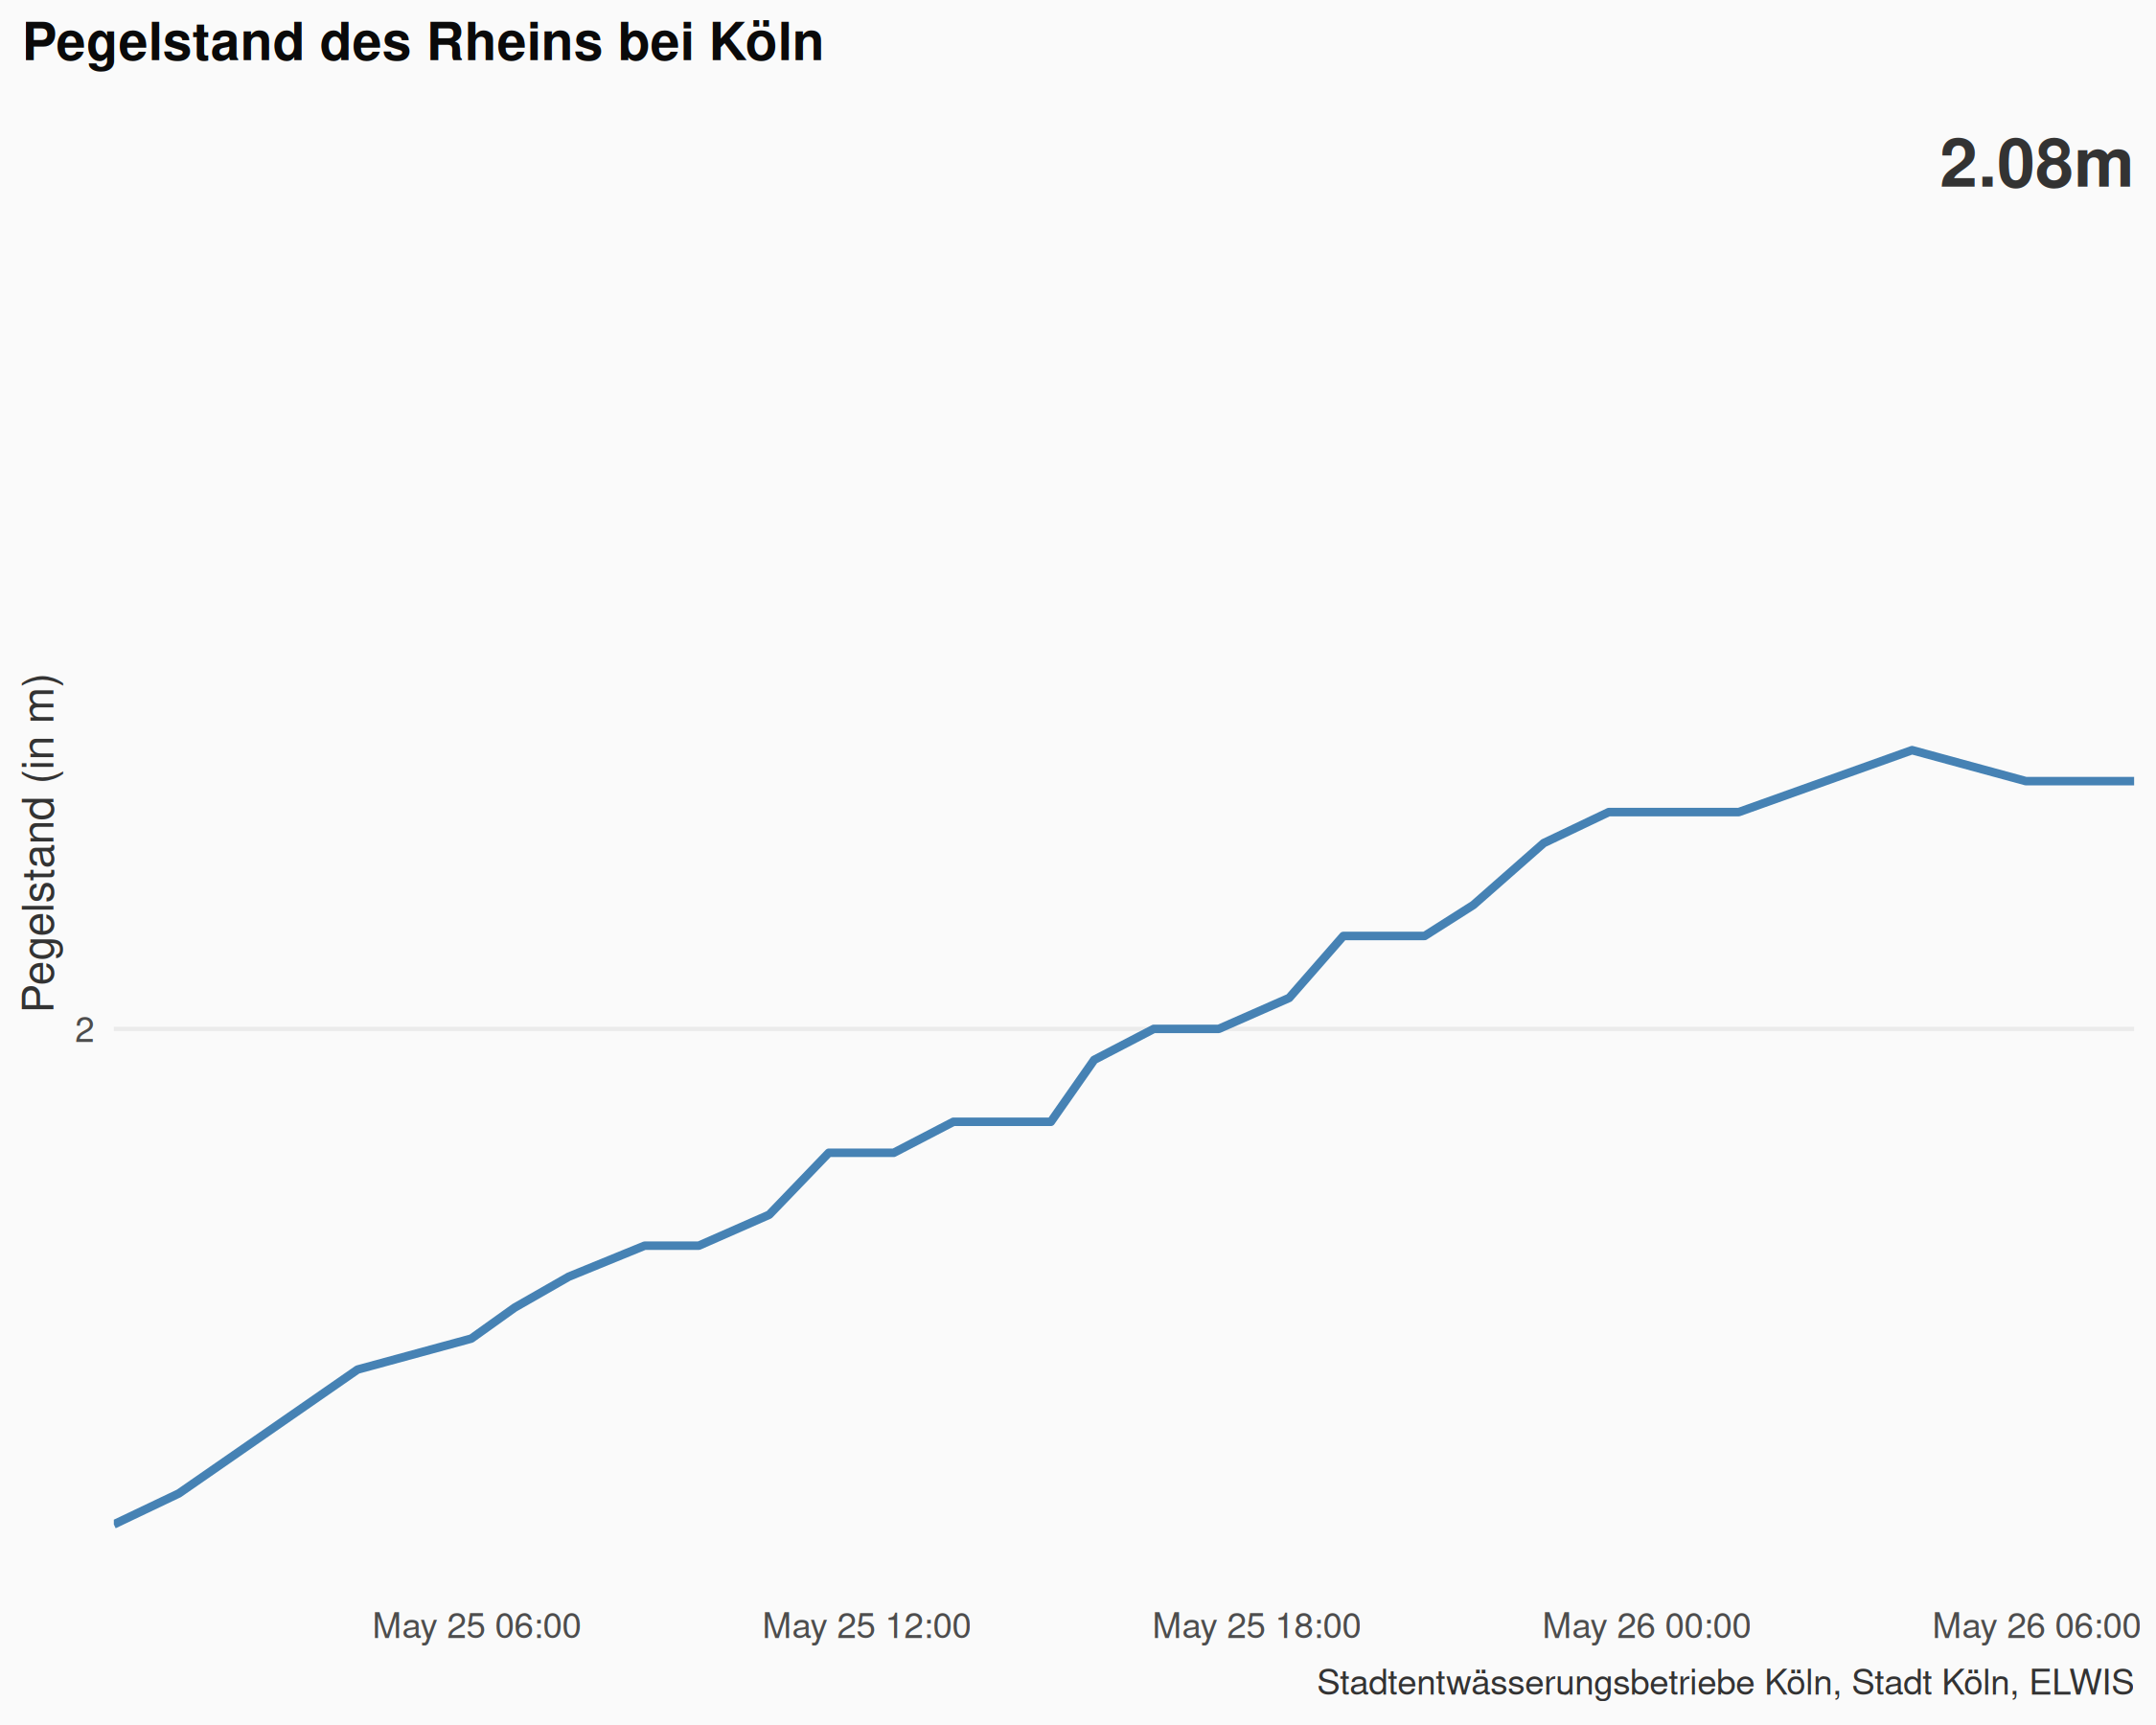 Pegelstand des Rheins bei Köln
2.08m
Pegelstand (in m)
2
May 25 06:00
May 25 12:00
May 25 18:00
May 26 00:00
May 26 06:00
Stadtentwässerungsbetriebe Köln, Stadt Köln, ELWIS